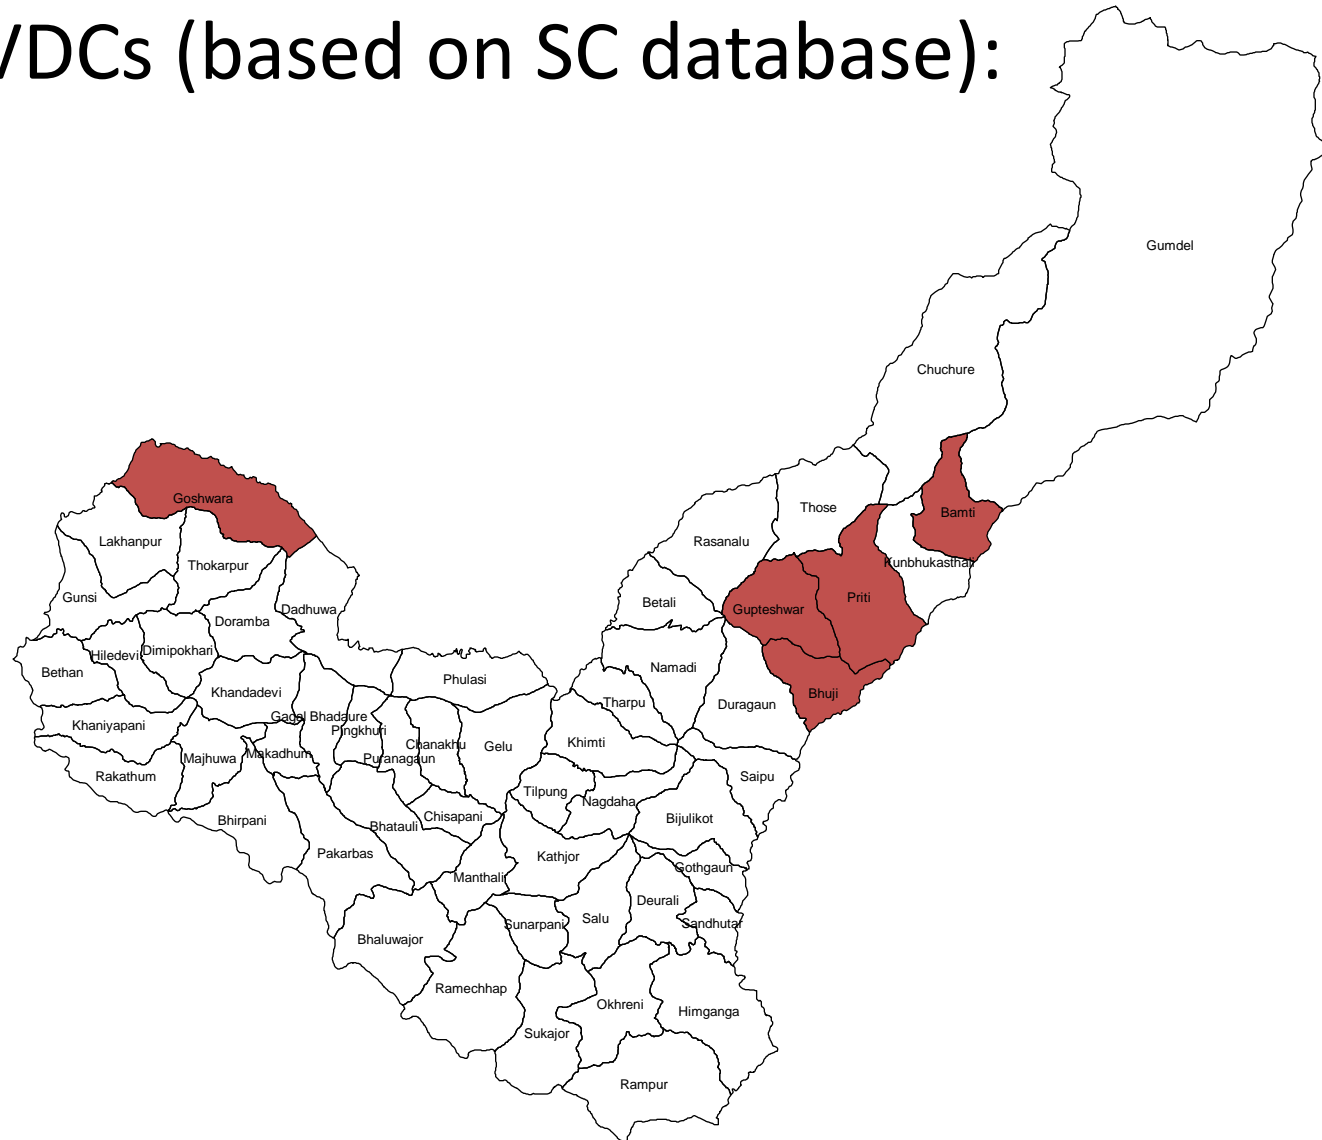 VDCs (based on SC database):
Gumdel
Chuchure
Goshwara
Those
Bamti
Lakhanpur
Rasanalu
Thokarpur
Kunbhukasthali
Gunsi
Priti
Betali
Gupteshwar
Dadhuwa
Doramba
Hiledevi
Dimipokhari
Bethan
Namadi
Phulasi
Khandadevi
Bhuji
Tharpu
Duragaun
Gagal Bhadaure
Khaniyapani
Pingkhuri
Chanakhu
Gelu
Khimti
Majhuwa
Makadhum
Puranagaun
Rakathum
Saipu
Tilpung
Nagdaha
Bhirpani
Chisapani
Bijulikot
Bhatauli
Pakarbas
Kathjor
Gothgaun
Manthali
Deurali
Sunarpani
Salu
Sandhutar
Bhaluwajor
Ramechhap
Okhreni
Himganga
Sukajor
Rampur